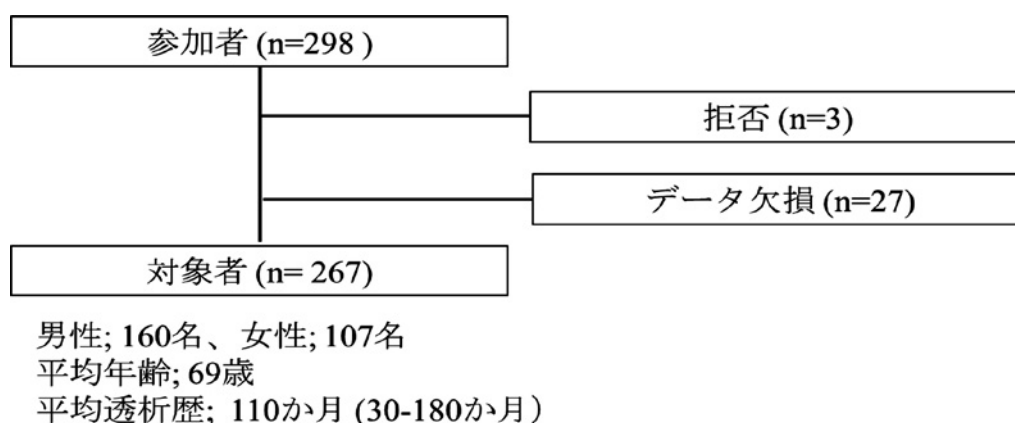 参加者 (n=298 )
拒否 (n=3)
データ欠損 (n=27)
対象者 (n= 267)
男性; 160名、女性; 107名
平均年齢; 69歳
平均透析歴; 110か月 (30-180か月）